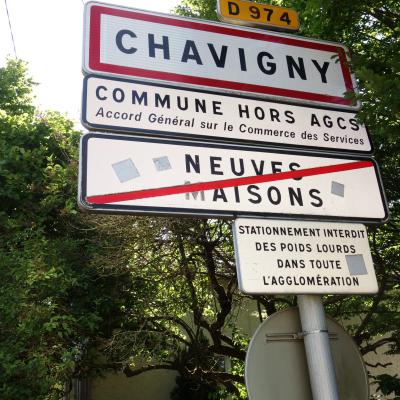 D 974
CHAVIGNY
COMMUNE HORS AGCS
Accord Général sur le Commerce des Services
NEUVES
MAISONS
STATIONNEMENT INTERDIT
DES POIDS LOURDS
DANS TOUTE
L'AGGLOMÉRATION